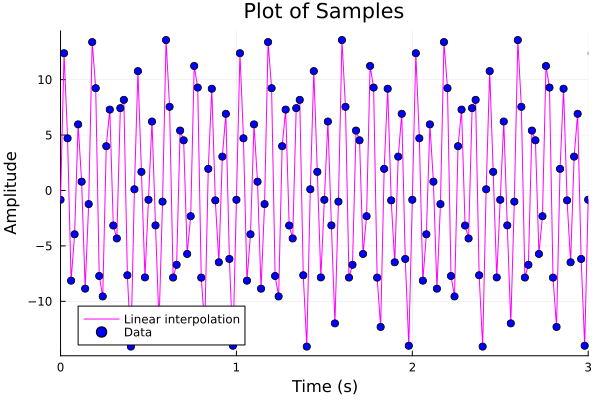 Plot of Samples
Amplitude
10
5
0
−5
−10
Linear interpolation
Data
0
1
2
3
Time (s)